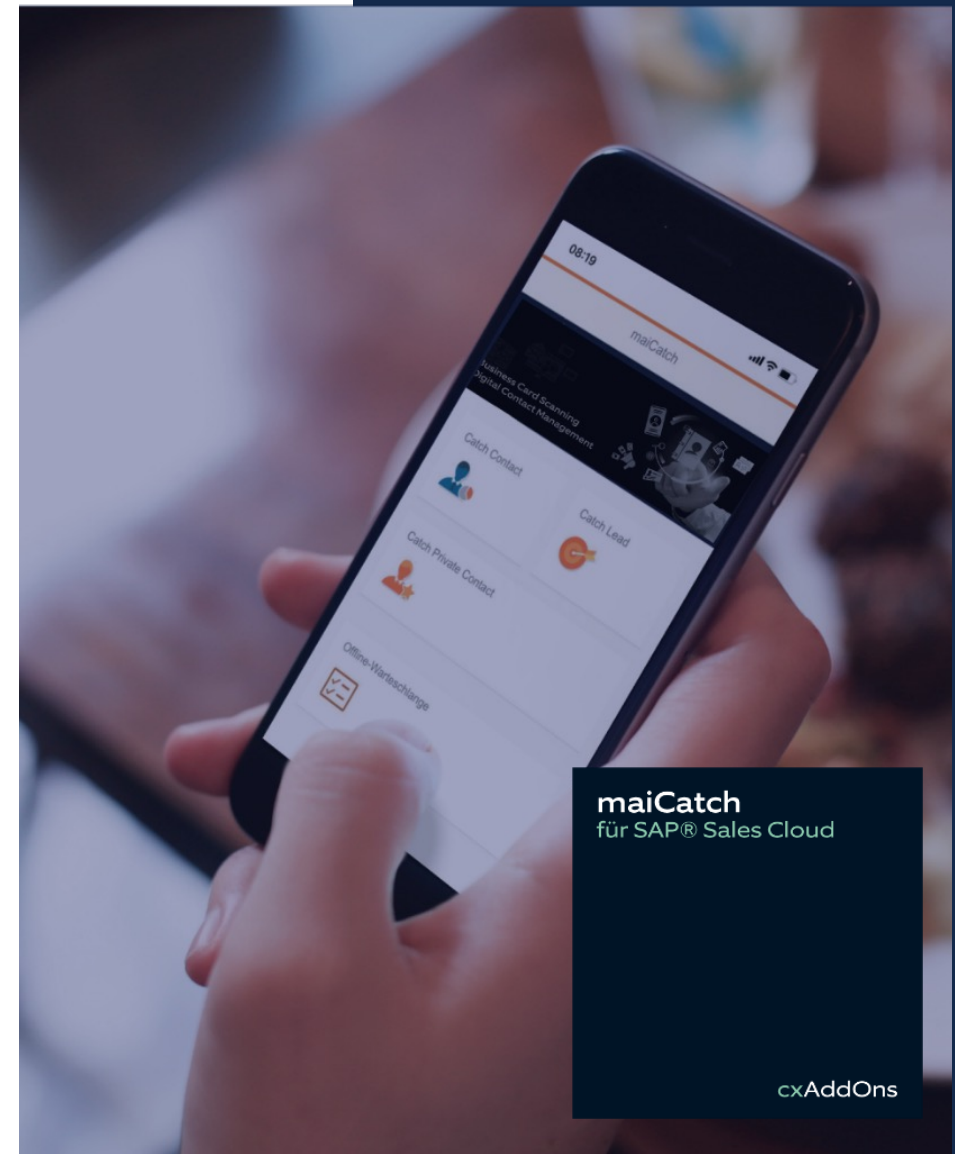 08:19
maiCatch
Business Card Scanning
Digital Contact Management
Catch Contact
Catch Lead
Catch Private Contact
Offline-Warteschlange
maiCatch
für SAP® Sales Cloud
cxAddOns